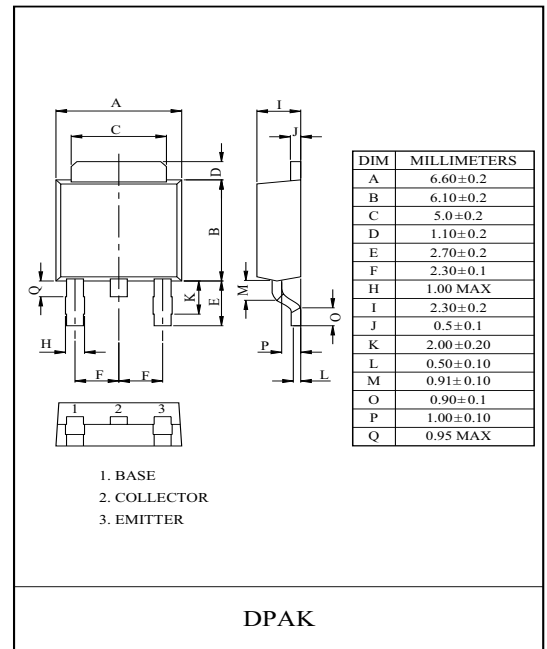 A
C
D
B
Q
K
E
H
F F
1 2 3
I
J
M
O
P
L
DIM MILLIMETERS
A 6.60±0.2
B 6.10±0.2
C 5.0±0.2
D 1.10±0.2
E 2.70±0.2
F 2.30±0.1
H 1.00 MAX
I 2.30±0.2
J 0.5±0.1
K 2.00±0.20
L 0.50±0.10
M 0.91±0.10
O 0.90±0.1
P 1.00±0.10
Q 0.95 MAX
1. BASE
2. COLLECTOR
3. EMITTER
DPAK